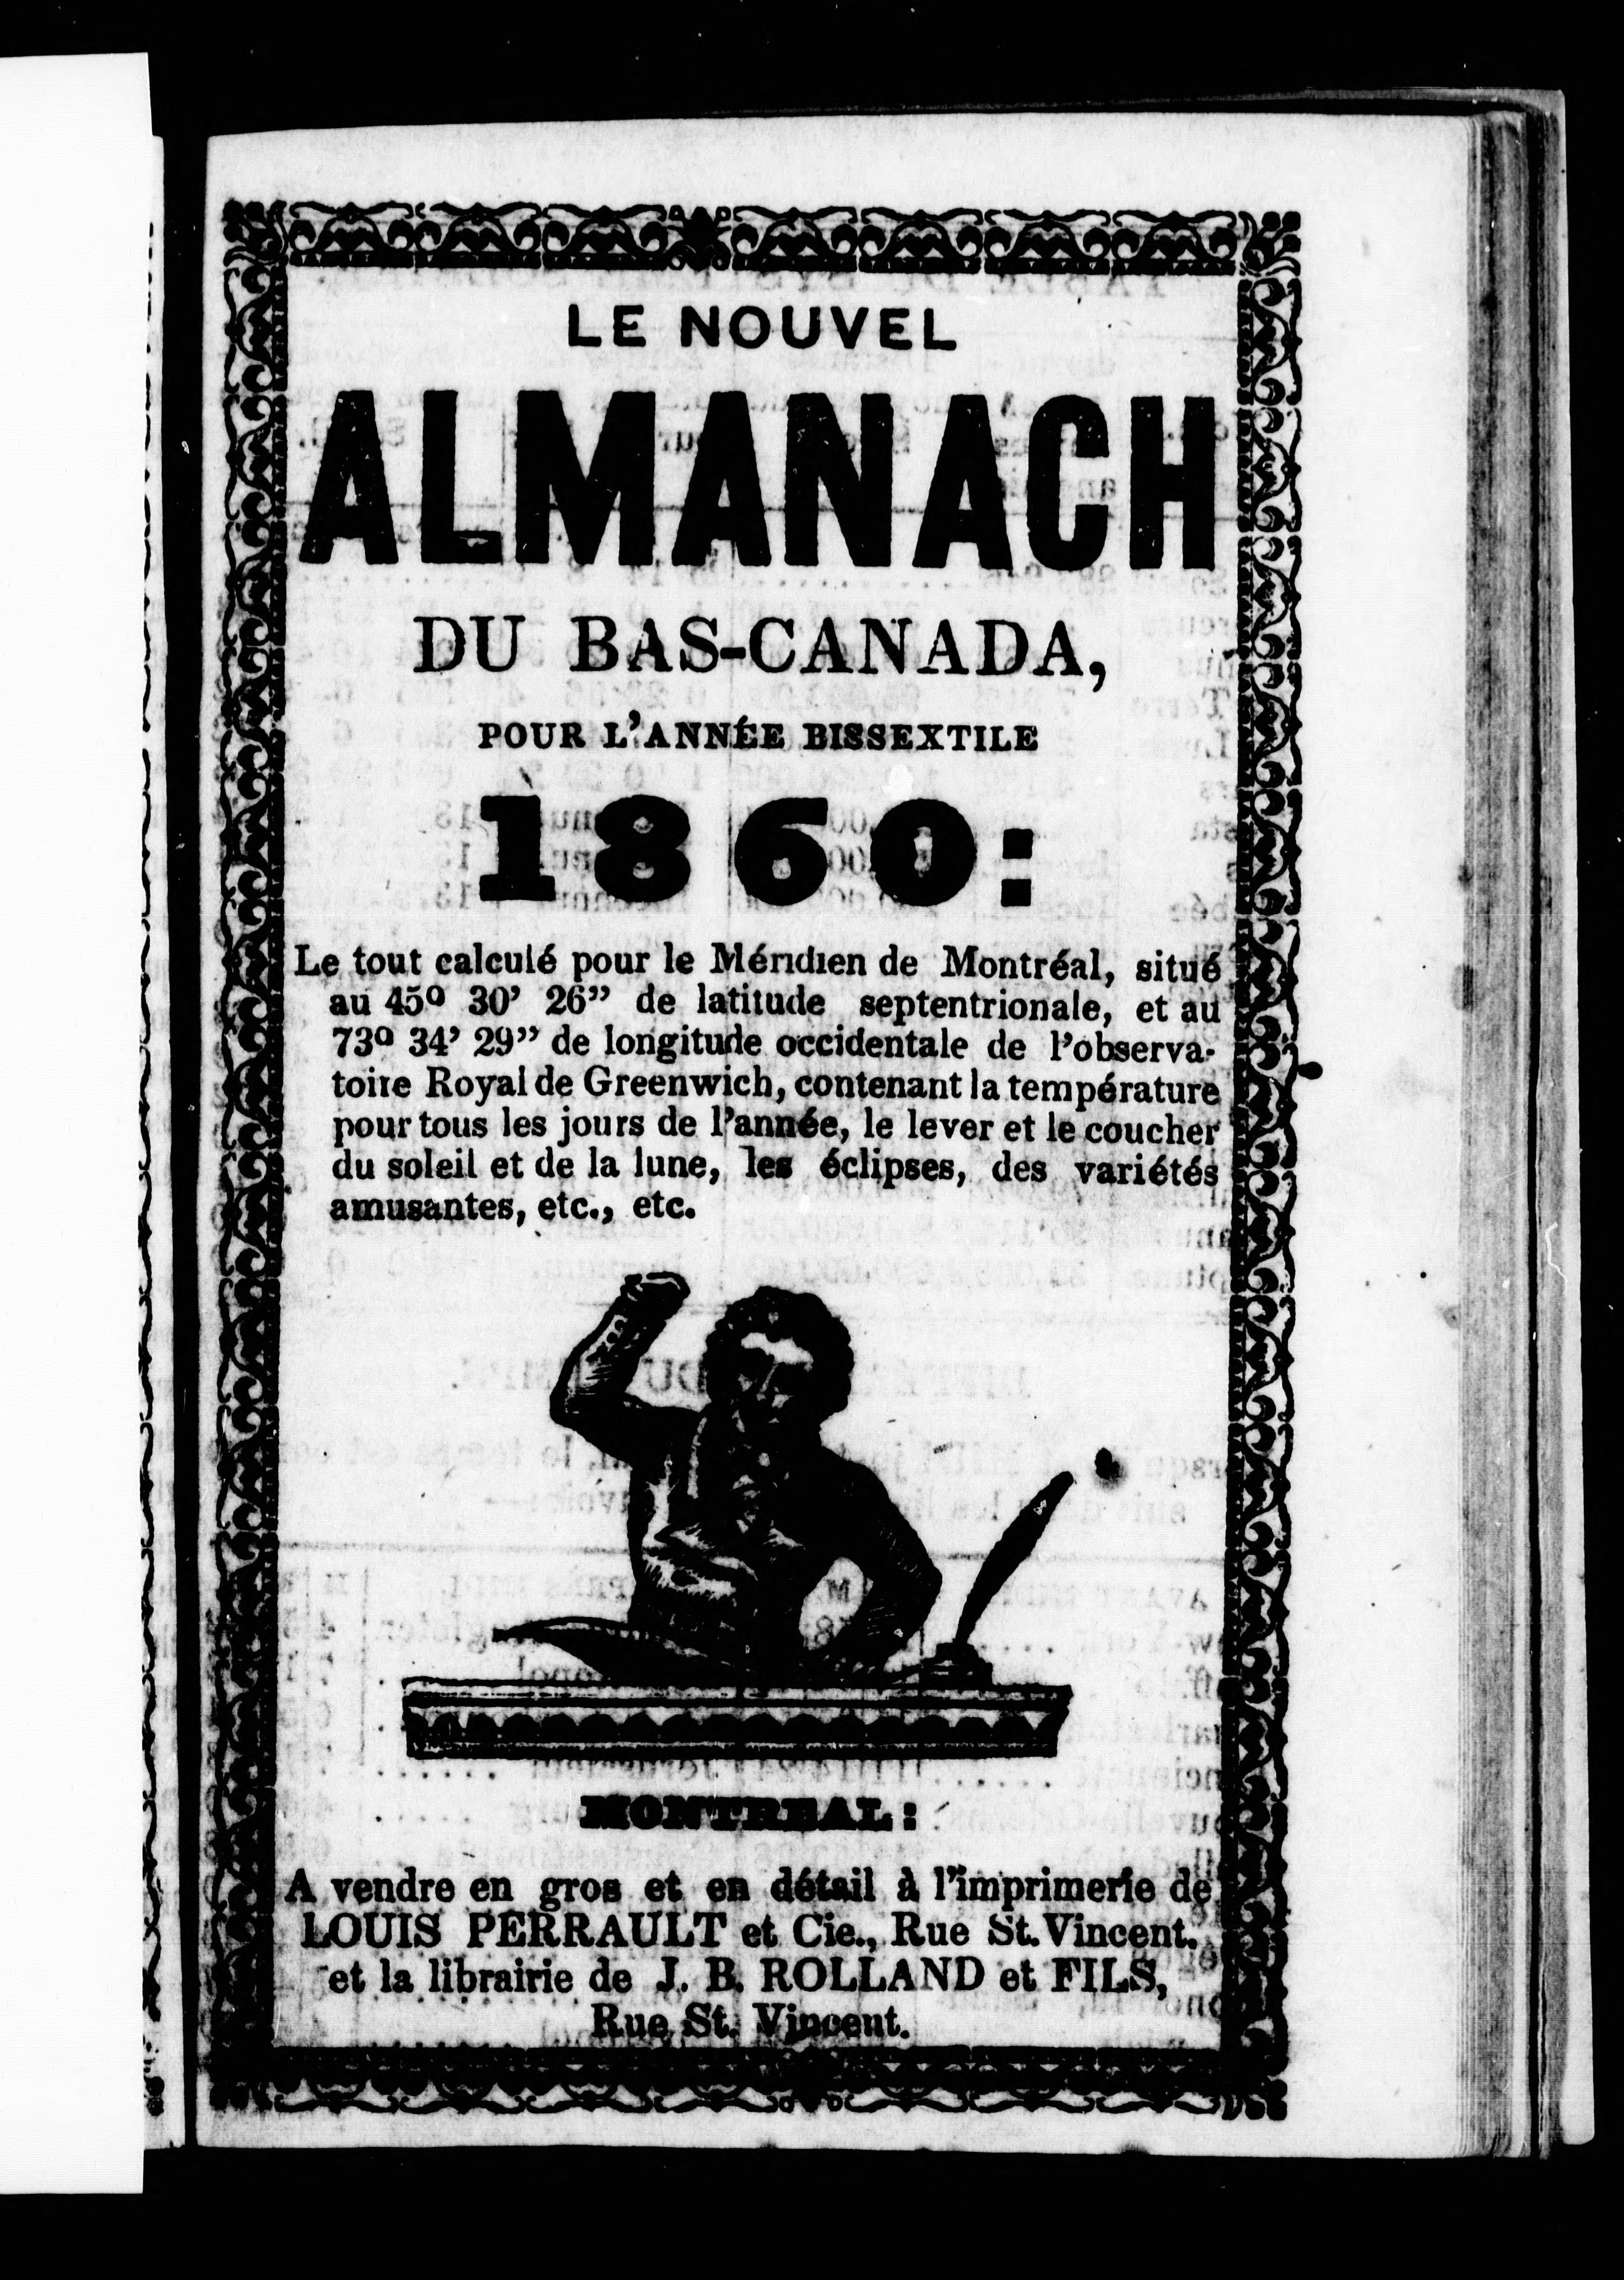 LE NOUVEL
ALMANACH
DU BAS-CANADA,
POUR L'ANNÉE BISSEXTILE
1860:
Le tout calculé pour le Méridien de Montréal, situé
au 45º 30' 26" de latitude septentrionale, et au
73º 34' 29" de longitude occidentale de l'observa-
toire Royal de Greenwich, contenant la température
pour tous les jours de l'année, le lever et le coucher
du soleil et de la lune, les éclipses, des variétés
amusantes, etc., etc.
MONTREAL:
A vendre en gros et en détail à l'imprimerie de
LOUIS PERRAULT et Cie., Rue St. Vincent.
et la librairie de J. B. ROLLAND et FILS,
Rue St. Vincent.